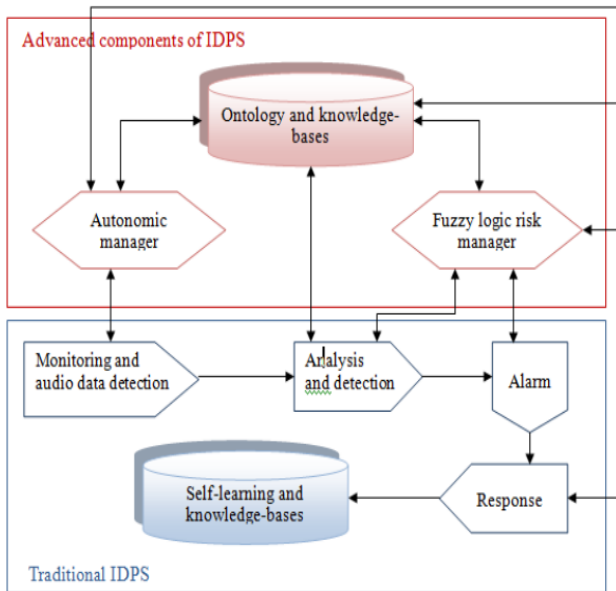 Advanced components of IDPS
Ontology and knowledge-
bases
Autonomic
manager
Fuzzy logic risk
manager
Monitoring and
audio data detection
Analysis
and detection
Alarm
Self-learning and
knowledge-bases
Response
Traditional IDPS